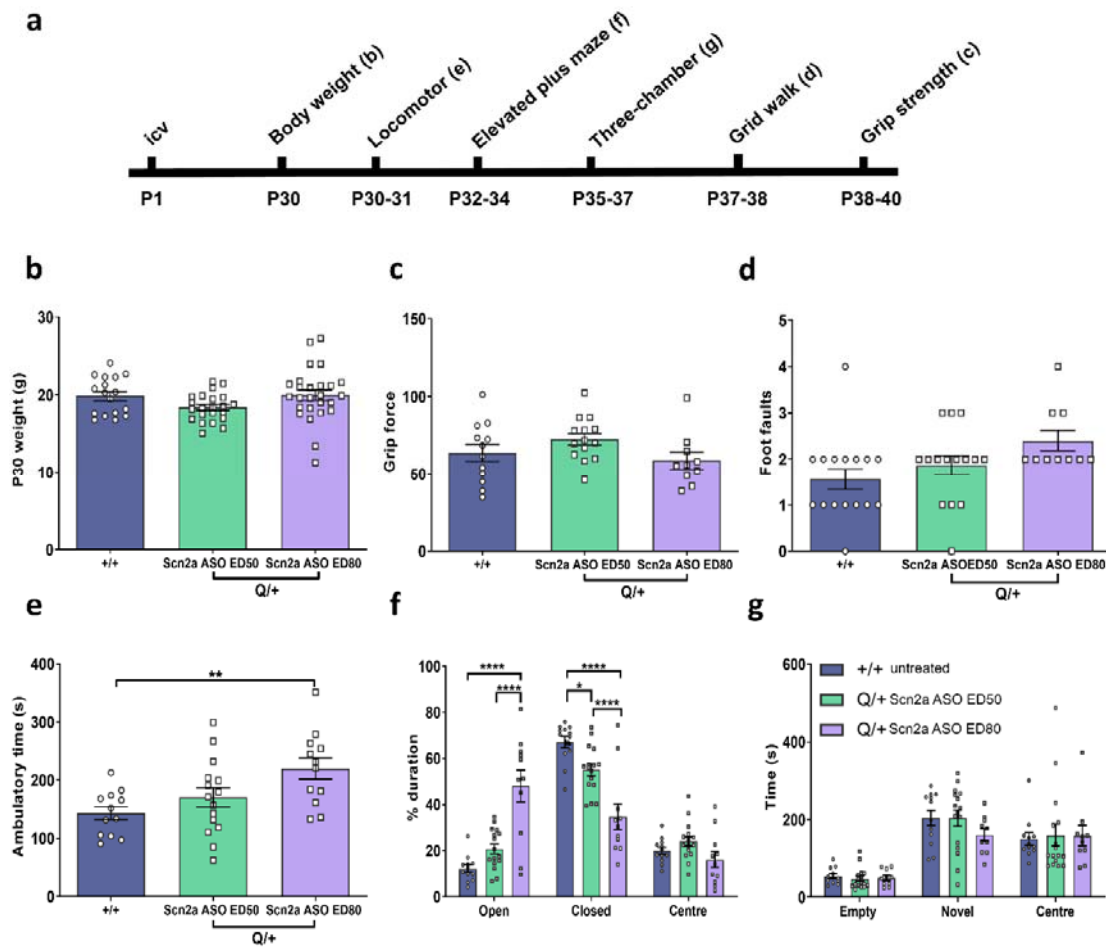 a
icv
Body weight (b)
Locomotor (e)
Elevated plus maze (f)
Three-chamber (g)
Grid walk (d)
Grip strength (c)
P1 P30 P30-31 P32-34 P35-37 P37-38 P38-40
b
P30 weight (g)
30
20
10
0
+/+ Scn2a ASO ED50 Scn2a ASO ED80
Q/+
c
Grip force
150
100
50
0
+/+ Scn2a ASO ED50 Scn2a ASO ED80
Q/+
d
Foot faults
5
4
3
2
1
0
+/+ Scn2a ASOED50 Scn2a ASO ED80
Q/+
e
Ambulatory time (s)
400
300
200
100
0
**
+/+ Scn2a ASO ED50 Scn2a ASO ED80
Q/+
f
% duration
100
80
60
40
20
0
****
****
****
*
****
Open Closed Centre
g
Time (s)
600
400
200
0
+/+ untreated
Q/+ Scn2a ASO ED50
Q/+ Scn2a ASO ED80
Empty Novel Centre